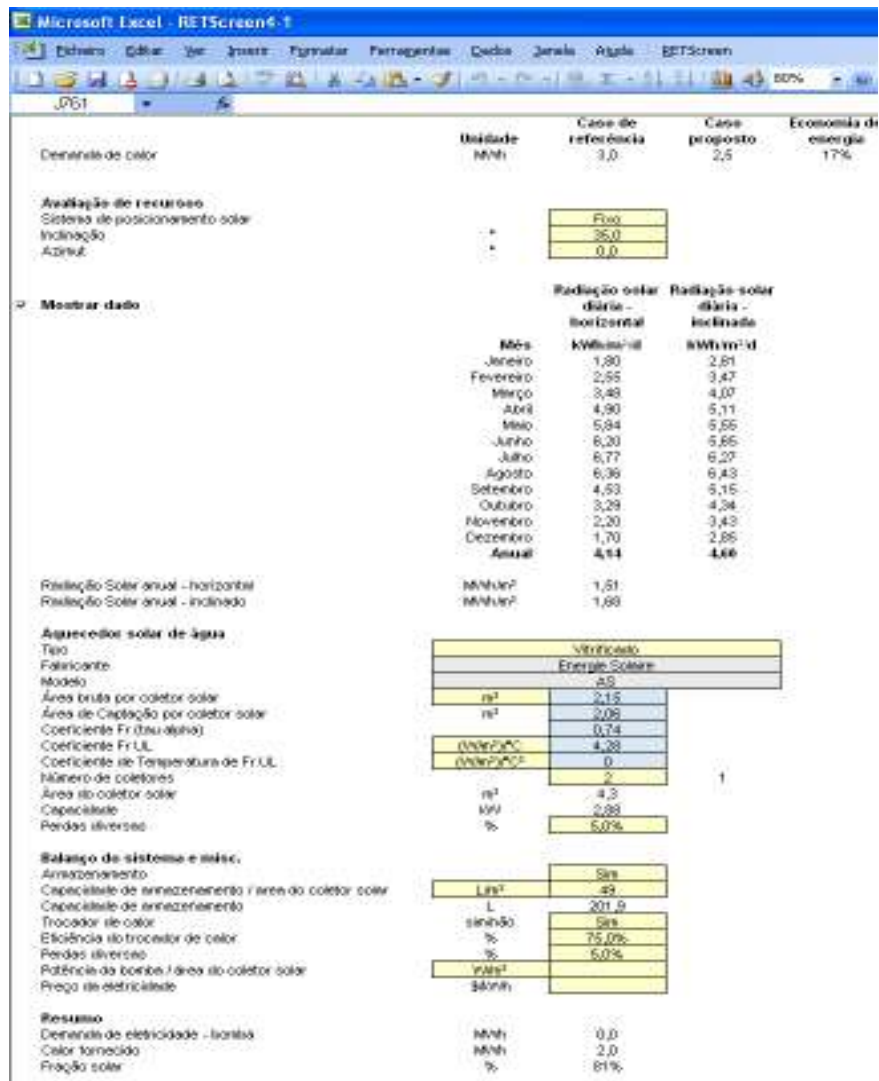 Microsoft Excel - RETScreen4-1
Ficheiro Editar Ver Inserir Formatar Ferramentas Dados Janela Ajuda RETScreen
80%
fx
Unidade Caso de referência Caso proposto Economia de energia
Demanda de calor MWh 3,0 2,5 17%
Avaliação de recursos
Sistema de posicionamento solar Fixo
Inclinação ° 35,0
Azimut ° 0,0
Mostrar dado
Radiação solar diária - horizontal Radiação solar diária - inclinada
Mês kWh/m²/d kWh/m²/d
Janeiro 1,80 2,81
Fevereiro 2,55 3,47
Março 3,48 4,07
Abril 4,90 5,11
Maio 5,84 5,55
Junho 6,20 5,65
Julho 6,77 6,27
Agosto 6,36 6,43
Setembro 4,53 5,15
Outubro 3,29 4,34
Novembro 2,20 3,43
Dezembro 1,70 2,86
Anual 4,14 4,60
Radiação Solar anual - horizontal MWh/m² 1,51
Radiação Solar anual - inclinado MWh/m² 1,68
Aquecedor solar de água
Tipo Vitrificado
Fabricante Energie Solaire
Modelo AS
Área bruta por coletor solar m² 2,15
Área de Captação por coletor solar m² 2,06
Coeficiente Fr (tau alpha) 0,74
Coeficiente Fr UL (W/m²)/°C 4,28
Coeficiente de Temperatura de Fr UL (W/m²)/°C² 0
Número de coletores 2 1
Área do coletor solar m² 4,3
Capacidade kW 2,88
Perdas diversas % 5,0%
Balanço do sistema e misc.
Armazenamento Sim
Capacidade de armazenamento / área do coletor solar L/m² 49
Capacidade de armazenamento L 201,9
Trocador de calor sim/não Sim
Eficiência do trocador de calor % 75,0%
Perdas diversas % 5,0%
Potência da bomba / área do coletor solar W/m²
Preço da eletricidade $/kWh
Resumo
Demanda de eletricidade - bomba MWh 0,0
Calor fornecido MWh 2,0
Fração solar % 81%